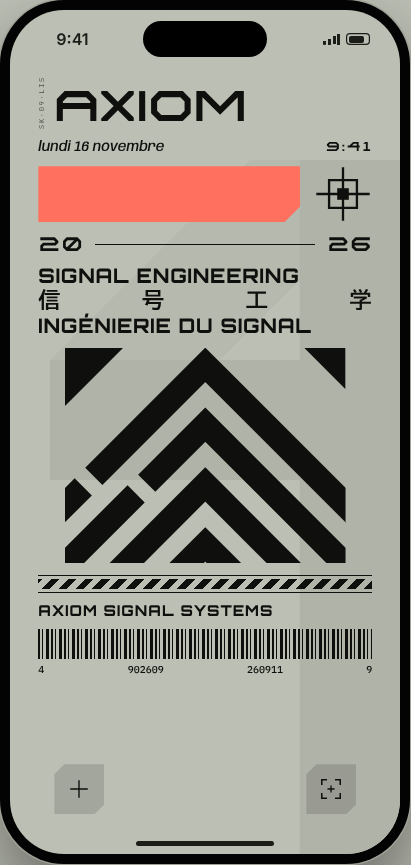 9:41
SK-09-LIS
AXIOM
lundi 16 novembre
9:41
20 26
SIGNAL ENGINEERING
信号工学
INGÉNIERIE DU SIGNAL
AXIOM SIGNAL SYSTEMS
4 902609 260911 9